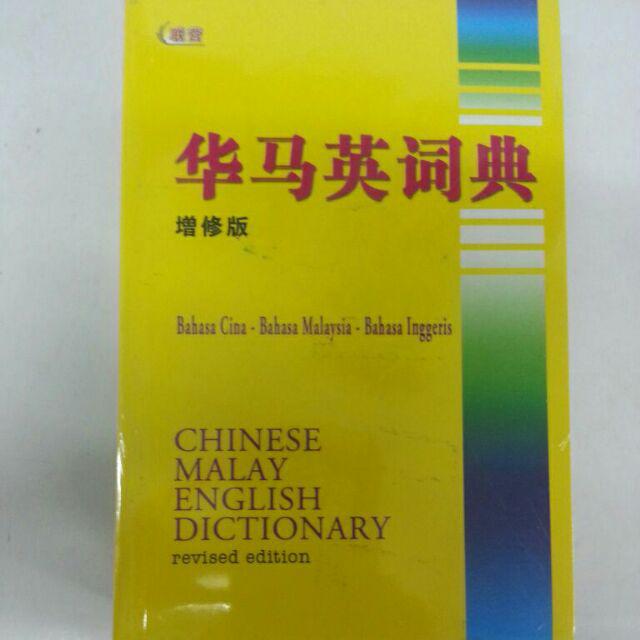 联营
华马英词典
增修版
Bahasa Cina - Bahasa Malaysia - Bahasa Inggeris
CHINESE
MALAY
ENGLISH
DICTIONARY
revised edition